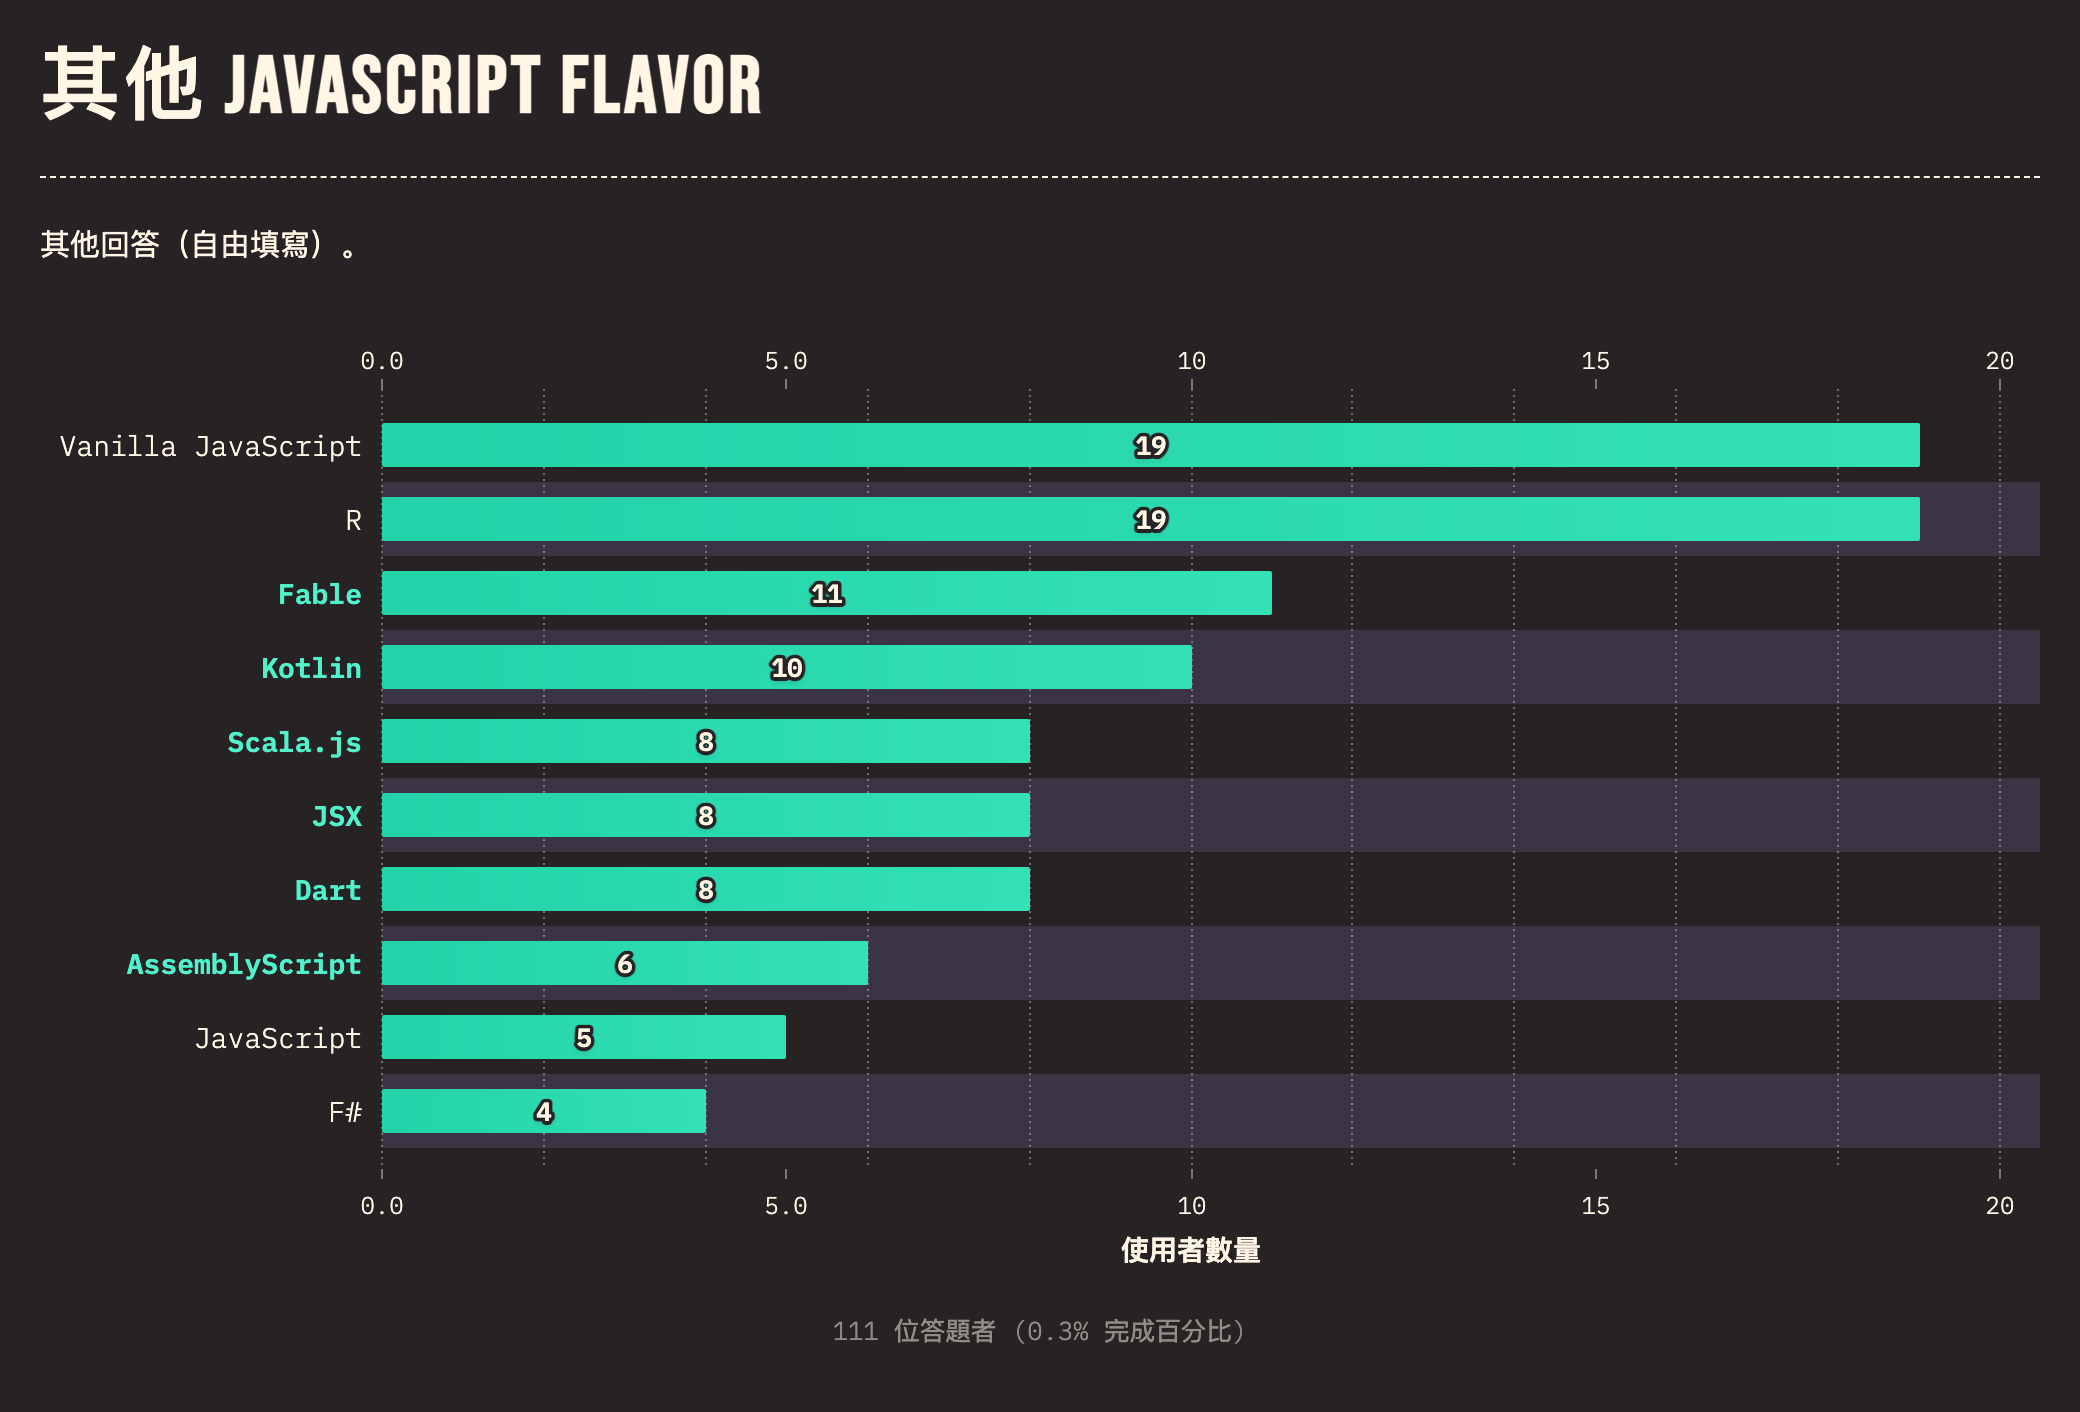 其他 JAVASCRIPT FLAVOR
其他回答（自由填寫）。
0.0 5.0 10 15 20
Vanilla JavaScript 19
R 19
Fable 11
Kotlin 10
Scala.js 8
JSX 8
Dart 8
AssemblyScript 6
JavaScript 5
F# 4
0.0 5.0 10 15 20
使用者數量
111 位答題者（0.3% 完成百分比）